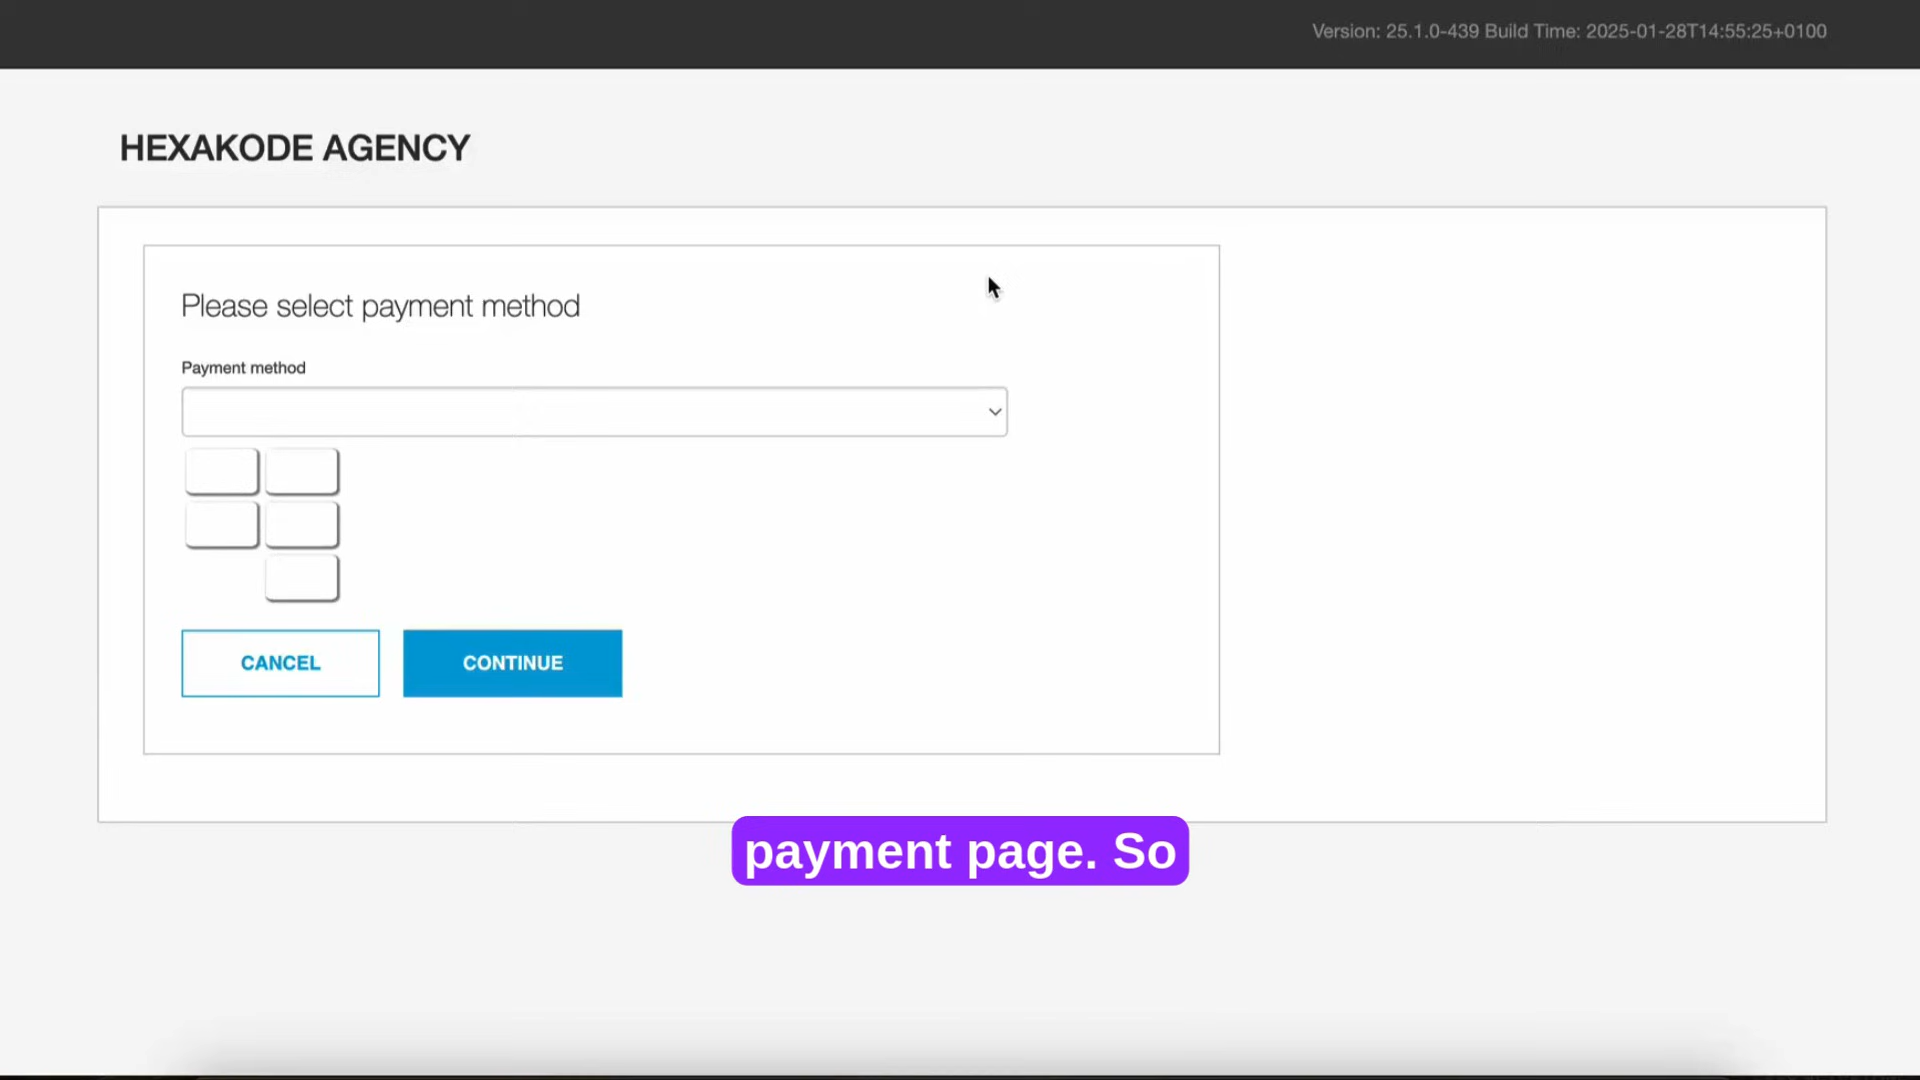 Version: 25.1.0-439 Build Time: 2025-01-28T14:55:25+0100
HEXAKODE AGENCY
Please select payment method
Payment method
CANCEL
CONTINUE
payment page. So